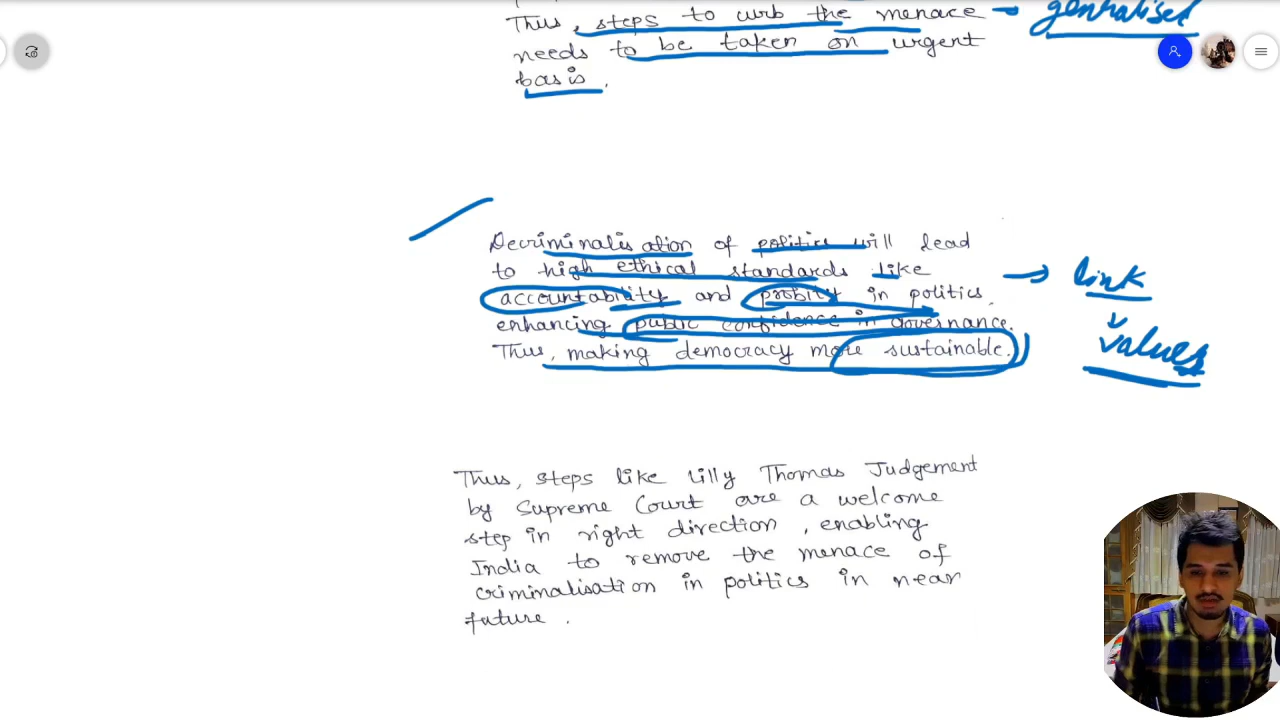 Thus, steps to curb the menace → genralised
needs to be taken on urgent
basis.
Decriminalisation of politics will lead
to high ethical standards like → link
accountability and probity in politics,
enhancing public confidence in governance.
Thus, making democracy more sustainable. values
Thus, steps like Lilly Thomas Judgement
by Supreme Court are a welcome
step in right direction, enabling
India to remove the menace of
criminalisation in politics in near
future.